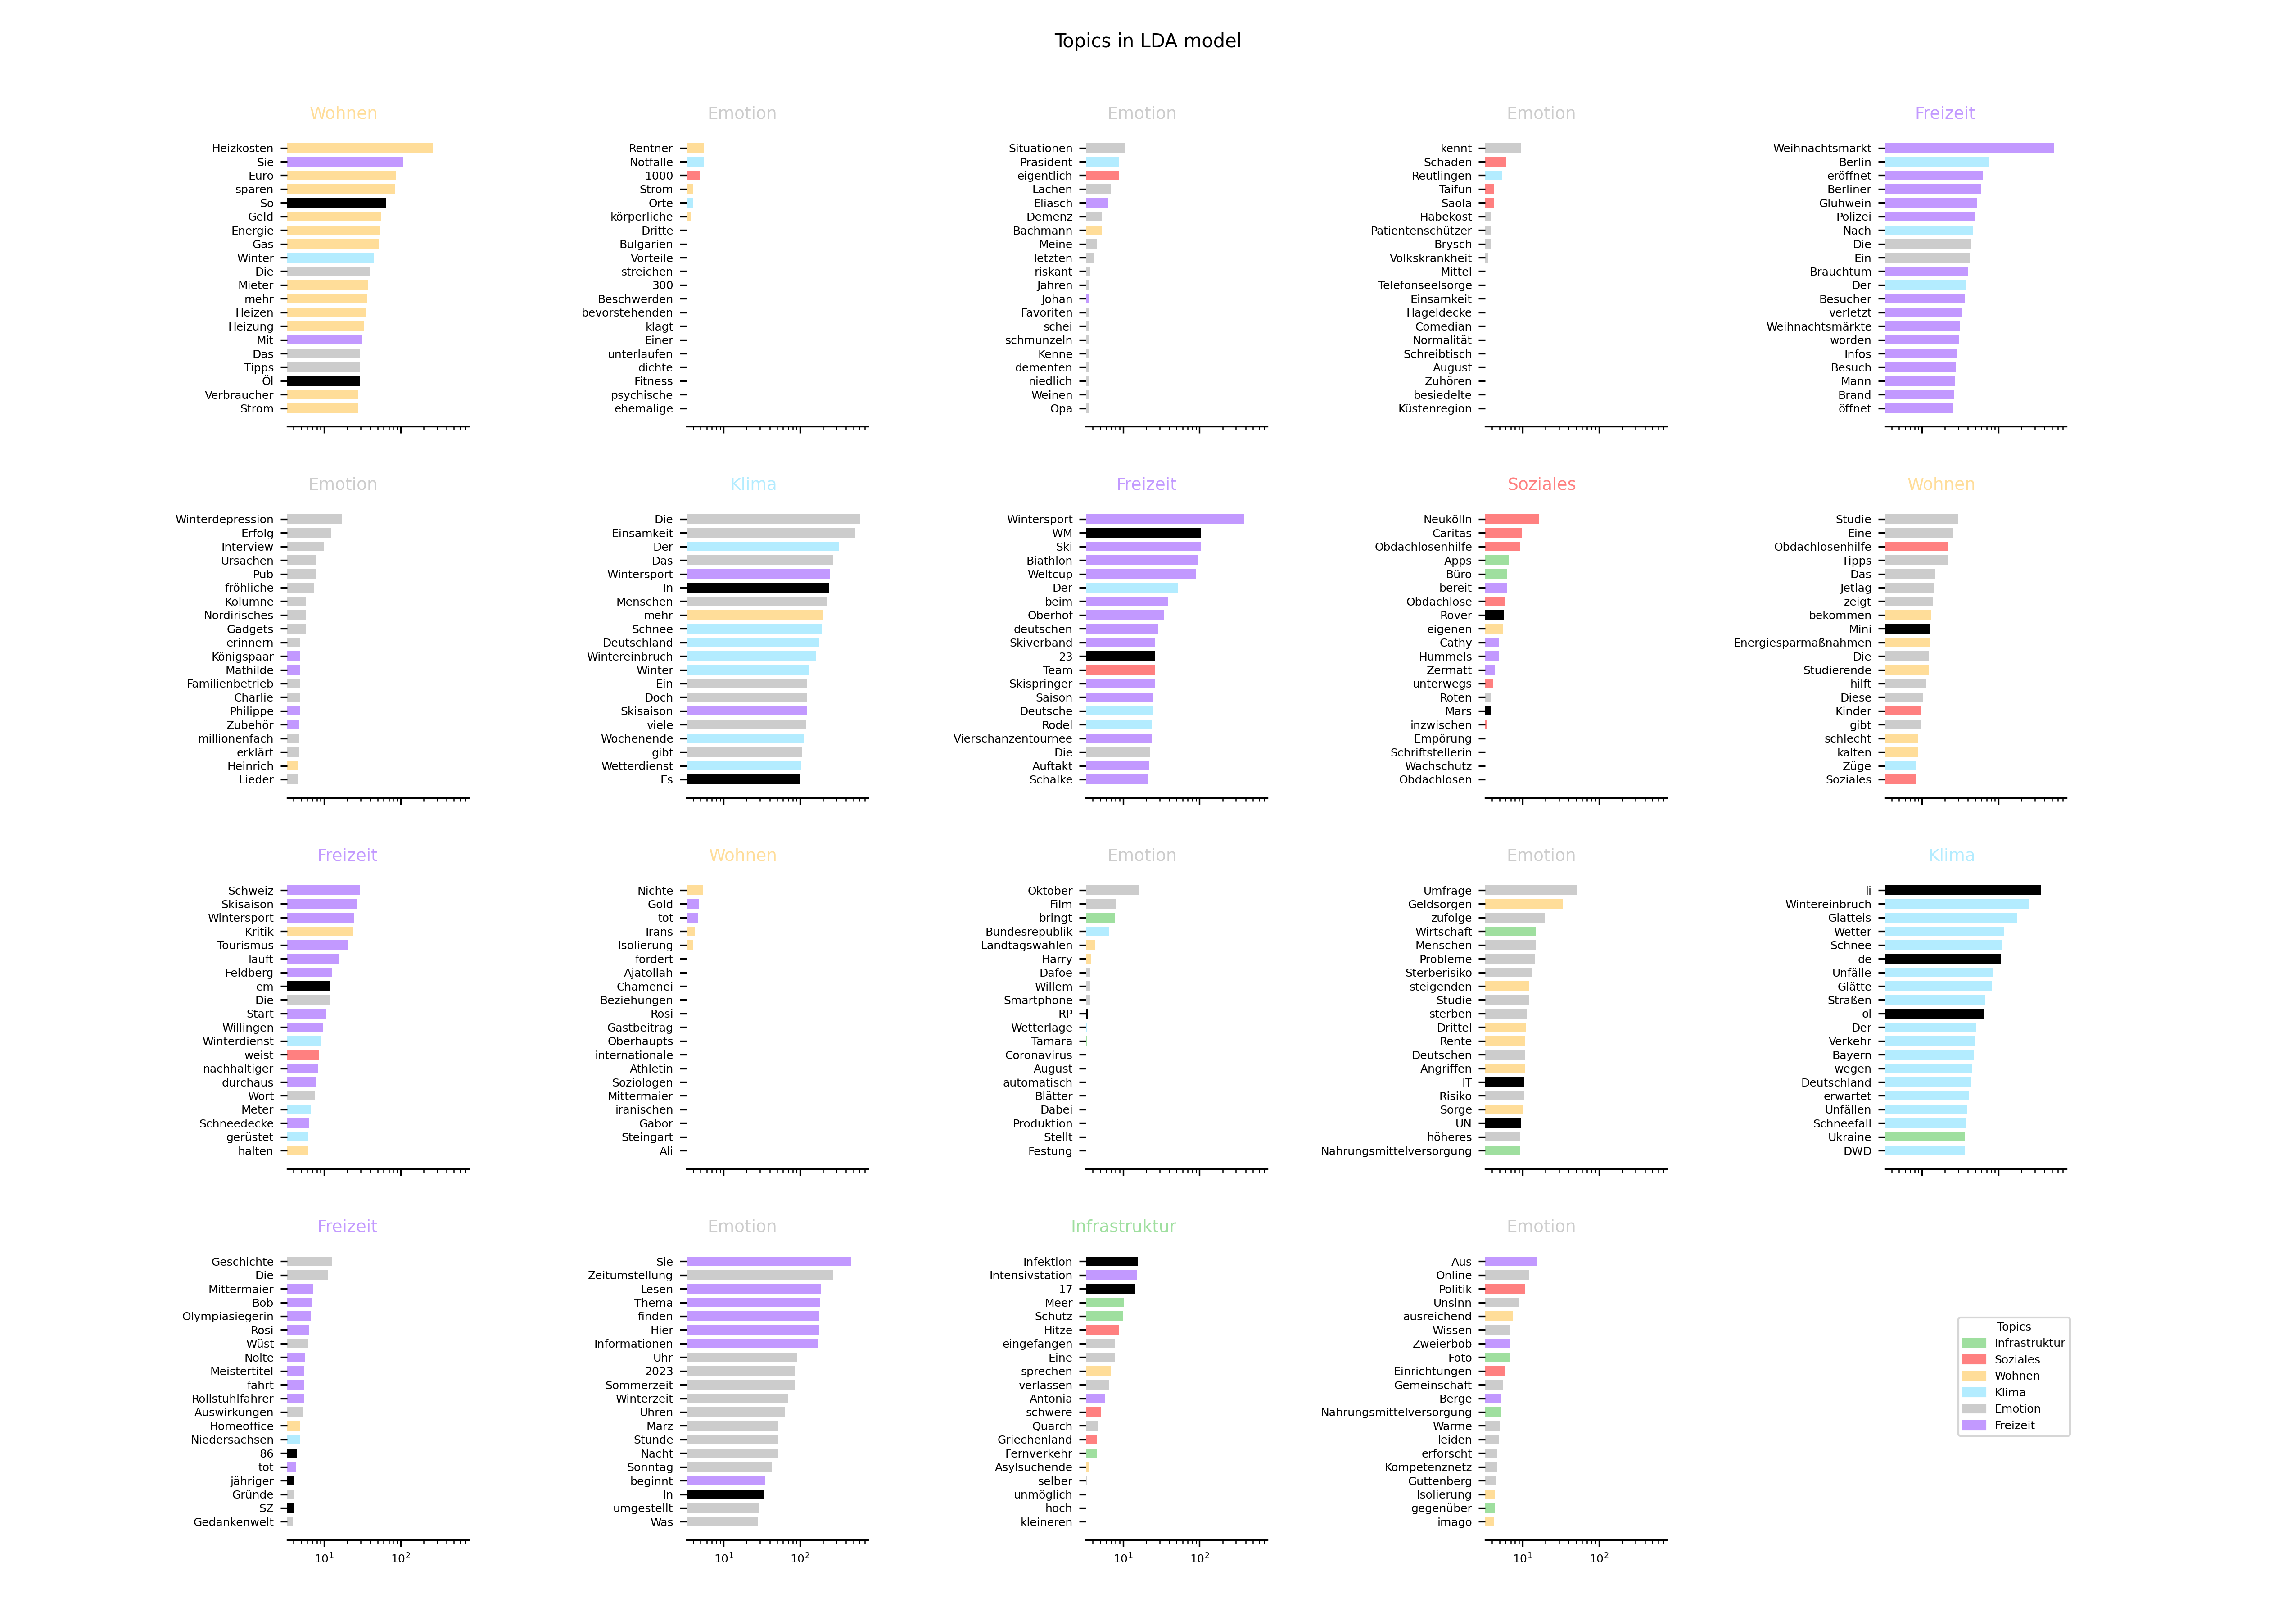 Topics in LDA model
Wohnen
Heizkosten
Sie
Euro
sparen
So
Geld
Energie
Gas
Winter
Die
Mieter
mehr
Heizen
Heizung
Mit
Das
Tipps
Öl
Verbraucher
Strom
Emotion
Rentner
Notfälle
1000
Strom
Orte
körperliche
Dritte
Bulgarien
Vorteile
streichen
300
Beschwerden
bevorstehenden
klagt
Einer
unterlaufen
dichte
Fitness
psychische
ehemalige
Emotion
Situationen
Präsident
eigentlich
Lachen
Eliasch
Demenz
Bachmann
Meine
letzten
riskant
Jahren
Johan
Favoriten
schei
schmunzeln
Kenne
dementen
niedlich
Weinen
Opa
Emotion
kennt
Schäden
Reutlingen
Taifun
Saola
Habekost
Patientenschützer
Brysch
Volkskrankheit
Mittel
Telefonseelsorge
Einsamkeit
Hageldecke
Comedian
Normalität
Schreibtisch
August
Zuhören
besiedelte
Küstenregion
Freizeit
Weihnachtsmarkt
Berlin
eröffnet
Berliner
Glühwein
Polizei
Nach
Die
Ein
Brauchtum
Der
Besucher
verletzt
Weihnachtsmärkte
worden
Infos
Besuch
Mann
Brand
öffnet
Emotion
Winterdepression
Erfolg
Interview
Ursachen
Pub
fröhliche
Kolumne
Nordirisches
Gadgets
erinnern
Königspaar
Mathilde
Familienbetrieb
Charlie
Philippe
Zubehör
millionenfach
erklärt
Heinrich
Lieder
Klima
Die
Einsamkeit
Der
Das
Wintersport
In
Menschen
mehr
Schnee
Deutschland
Wintereinbruch
Winter
Ein
Doch
Skisaison
viele
Wochenende
gibt
Wetterdienst
Es
Freizeit
Wintersport
WM
Ski
Biathlon
Weltcup
Der
beim
Oberhof
deutschen
Skiverband
23
Team
Skispringer
Saison
Deutsche
Rodel
Vierschanzentournee
Die
Auftakt
Schalke
Soziales
Neukölln
Caritas
Obdachlosenhilfe
Apps
Büro
bereit
Obdachlose
Rover
eigenen
Cathy
Hummels
Zermatt
unterwegs
Roten
Mars
inzwischen
Empörung
Schriftstellerin
Wachschutz
Obdachlosen
Wohnen
Studie
Eine
Obdachlosenhilfe
Tipps
Das
Jetlag
zeigt
bekommen
Mini
Energiesparmaßnahmen
Die
Studierende
hilft
Diese
Kinder
gibt
schlecht
kalten
Züge
Soziales
Freizeit
Schweiz
Skisaison
Wintersport
Kritik
Tourismus
läuft
Feldberg
em
Die
Start
Willingen
Winterdienst
weist
nachhaltiger
durchaus
Wort
Meter
Schneedecke
gerüstet
halten
Wohnen
Nichte
Gold
tot
Irans
Isolierung
fordert
Ajatollah
Chamenei
Beziehungen
Rosi
Gastbeitrag
Oberhaupts
internationale
Athletin
Soziologen
Mittermaier
iranischen
Gabor
Steingart
Ali
Emotion
Oktober
Film
bringt
Bundesrepublik
Landtagswahlen
Harry
Dafoe
Willem
Smartphone
RP
Wetterlage
Tamara
Coronavirus
August
automatisch
Blätter
Dabei
Produktion
Stellt
Festung
Emotion
Umfrage
Geldsorgen
zufolge
Wirtschaft
Menschen
Probleme
Sterberisiko
steigenden
Studie
sterben
Drittel
Rente
Deutschen
Angriffen
IT
Risiko
Sorge
UN
höheres
Nahrungsmittelversorgung
Klima
li
Wintereinbruch
Glatteis
Wetter
Schnee
de
Unfälle
Glätte
Straßen
ol
Der
Verkehr
Bayern
wegen
Deutschland
erwartet
Unfällen
Schneefall
Ukraine
DWD
Freizeit
Geschichte
Die
Mittermaier
Bob
Olympiasiegerin
Rosi
Wüst
Nolte
Meistertitel
fährt
Rollstuhlfahrer
Auswirkungen
Homeoffice
Niedersachsen
86
tot
jähriger
Gründe
SZ
Gedankenwelt
10¹ 10²
Emotion
Sie
Zeitumstellung
Lesen
Thema
finden
Hier
Informationen
Uhr
2023
Sommerzeit
Winterzeit
Uhren
März
Stunde
Nacht
Sonntag
beginnt
In
umgestellt
Was
10¹ 10²
Infrastruktur
Infektion
Intensivstation
17
Meer
Schutz
Hitze
eingefangen
Eine
sprechen
verlassen
Antonia
schwere
Quarch
Griechenland
Fernverkehr
Asylsuchende
selber
unmöglich
hoch
kleineren
10¹ 10²
Emotion
Aus
Online
Politik
Unsinn
ausreichend
Wissen
Zweierbob
Foto
Einrichtungen
Gemeinschaft
Berge
Nahrungsmittelversorgung
Wärme
leiden
erforscht
Kompetenznetz
Guttenberg
Isolierung
gegenüber
imago
10¹ 10²
Topics
Infrastruktur
Soziales
Wohnen
Klima
Emotion
Freizeit